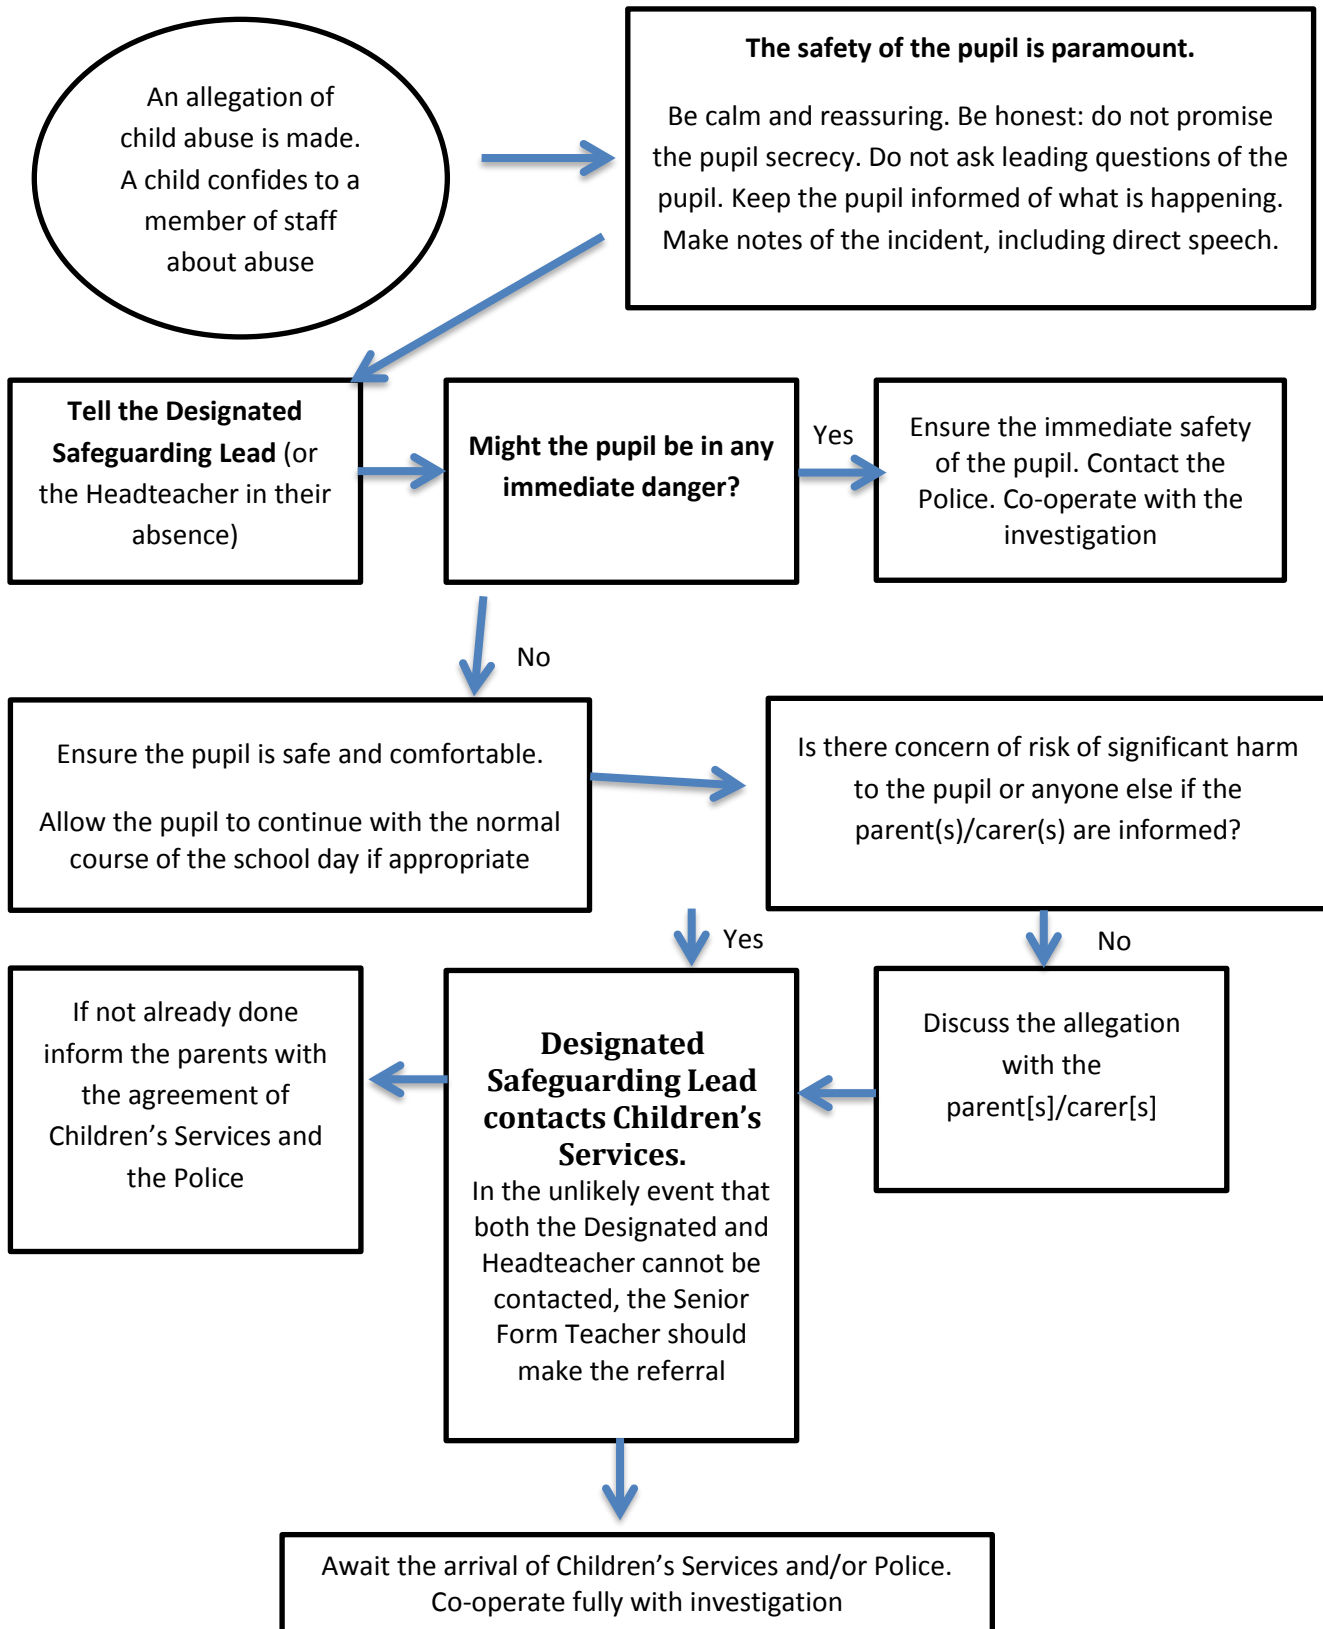 An allegation of
child abuse is made.
A child confides to a
member of staff
about abuse
The safety of the pupil is paramount.
Be calm and reassuring. Be honest: do not promise
the pupil secrecy. Do not ask leading questions of the
pupil. Keep the pupil informed of what is happening.
Make notes of the incident, including direct speech.
Tell the Designated
Safeguarding Lead (or
the Headteacher in their
absence)
Might the pupil be in any
immediate danger?
Yes
Ensure the immediate safety
of the pupil. Contact the
Police. Co-operate with the
investigation
No
Ensure the pupil is safe and comfortable.
Allow the pupil to continue with the normal
course of the school day if appropriate
Is there concern of risk of significant harm
to the pupil or anyone else if the
parent(s)/carer(s) are informed?
Yes
No
If not already done
inform the parents with
the agreement of
Children’s Services and
the Police
Designated
Safeguarding Lead
contacts Children’s
Services.
In the unlikely event that
both the Designated and
Headteacher cannot be
contacted, the Senior
Form Teacher should
make the referral
Discuss the allegation
with the
parent[s]/carer[s]
Await the arrival of Children’s Services and/or Police.
Co-operate fully with investigation